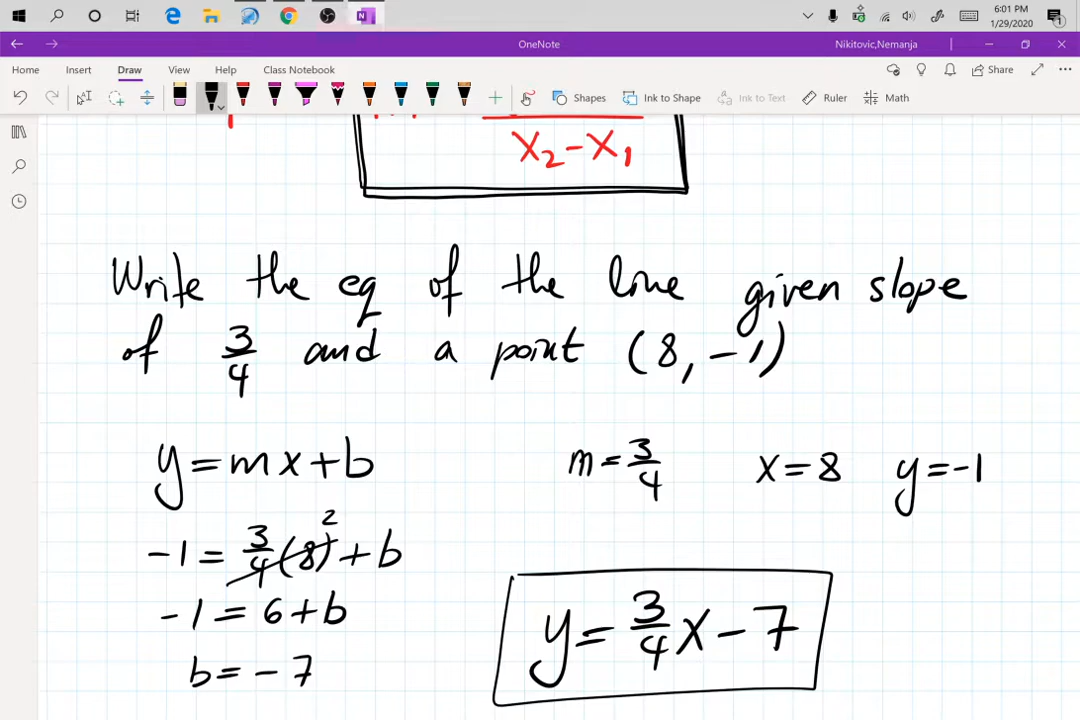 6:01 PM
1/29/2020
OneNote
Nikitovic,Nemanja
Home Insert Draw View Help Class Notebook Share
Shapes Ink to Shape Ink to Text Ruler Math
x₂-x₁
Write the eq of the line given slope
of 3/4 and a point (8, -1)
y=mx+b m=3/4 x=8 y=-1
-1=3/4(8)²+b
-1=6+b
y=3/4x-7
b=-7